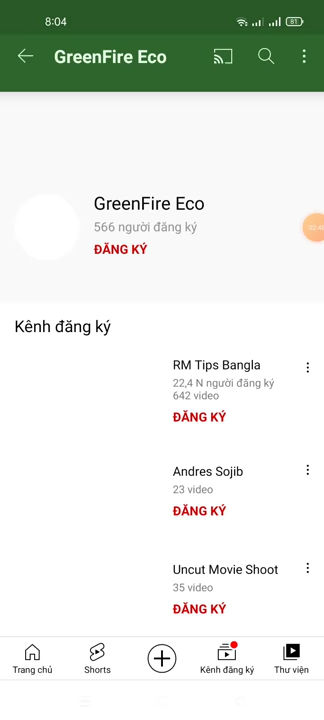 8:04
81
GreenFire Eco
GreenFire Eco
566 người đăng ký
ĐĂNG KÝ
Kênh đăng ký
RM Tips Bangla
22,4 N người đăng ký
642 video
ĐĂNG KÝ
Andres Sojib
23 video
ĐĂNG KÝ
Uncut Movie Shoot
35 video
ĐĂNG KÝ
Trang chủ
Shorts
Kênh đăng ký
Thư viện